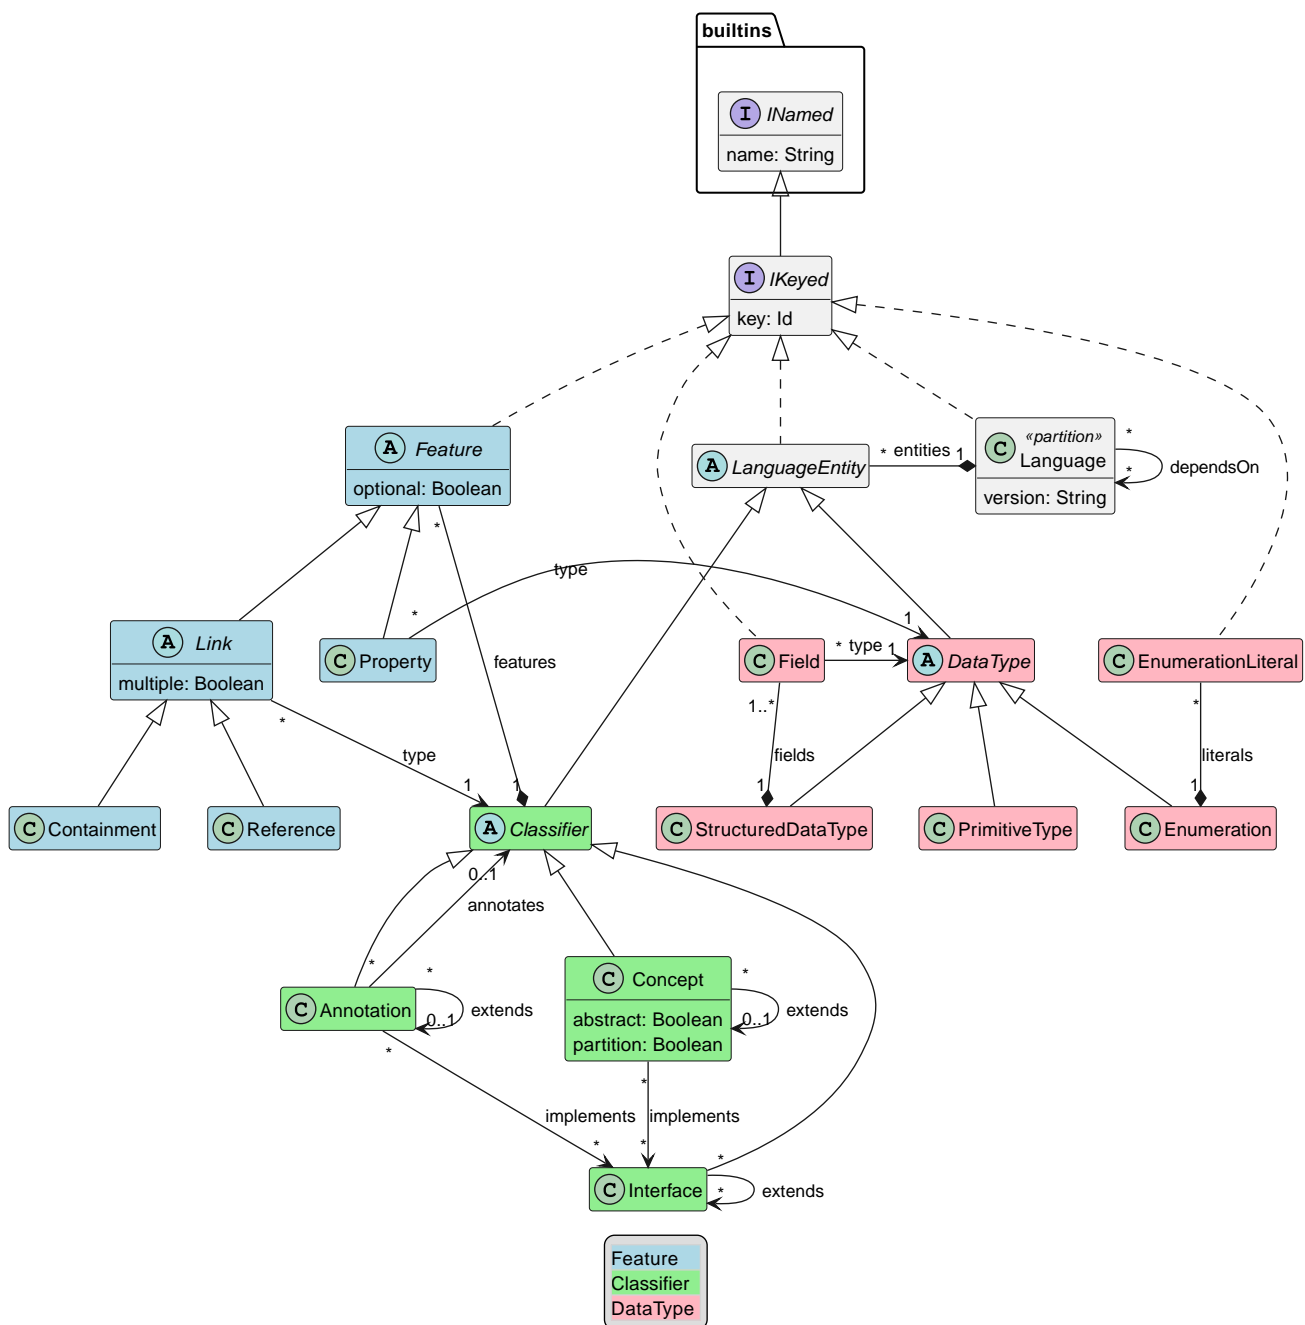 builtins
I INamed
name: String
I IKeyed
key: Id
A Feature
optional: Boolean
A LanguageEntity
* entities 1
C «partition»
Language
version: String
*
*
dependsOn
*
type
*
1
A Link
multiple: Boolean
C Property
features
C Field
* type 1
A DataType
C EnumerationLiteral
*
type
1
1
1..*
fields
1
*
literals
1
C Containment
C Reference
A Classifier
C StructuredDataType
C PrimitiveType
C Enumeration
0..1
annotates
*
C Annotation
*
0..1
extends
C Concept
abstract: Boolean
partition: Boolean
*
0..1
extends
*
implements
*
*
implements
*
C Interface
*
*
extends
Feature
Classifier
DataType